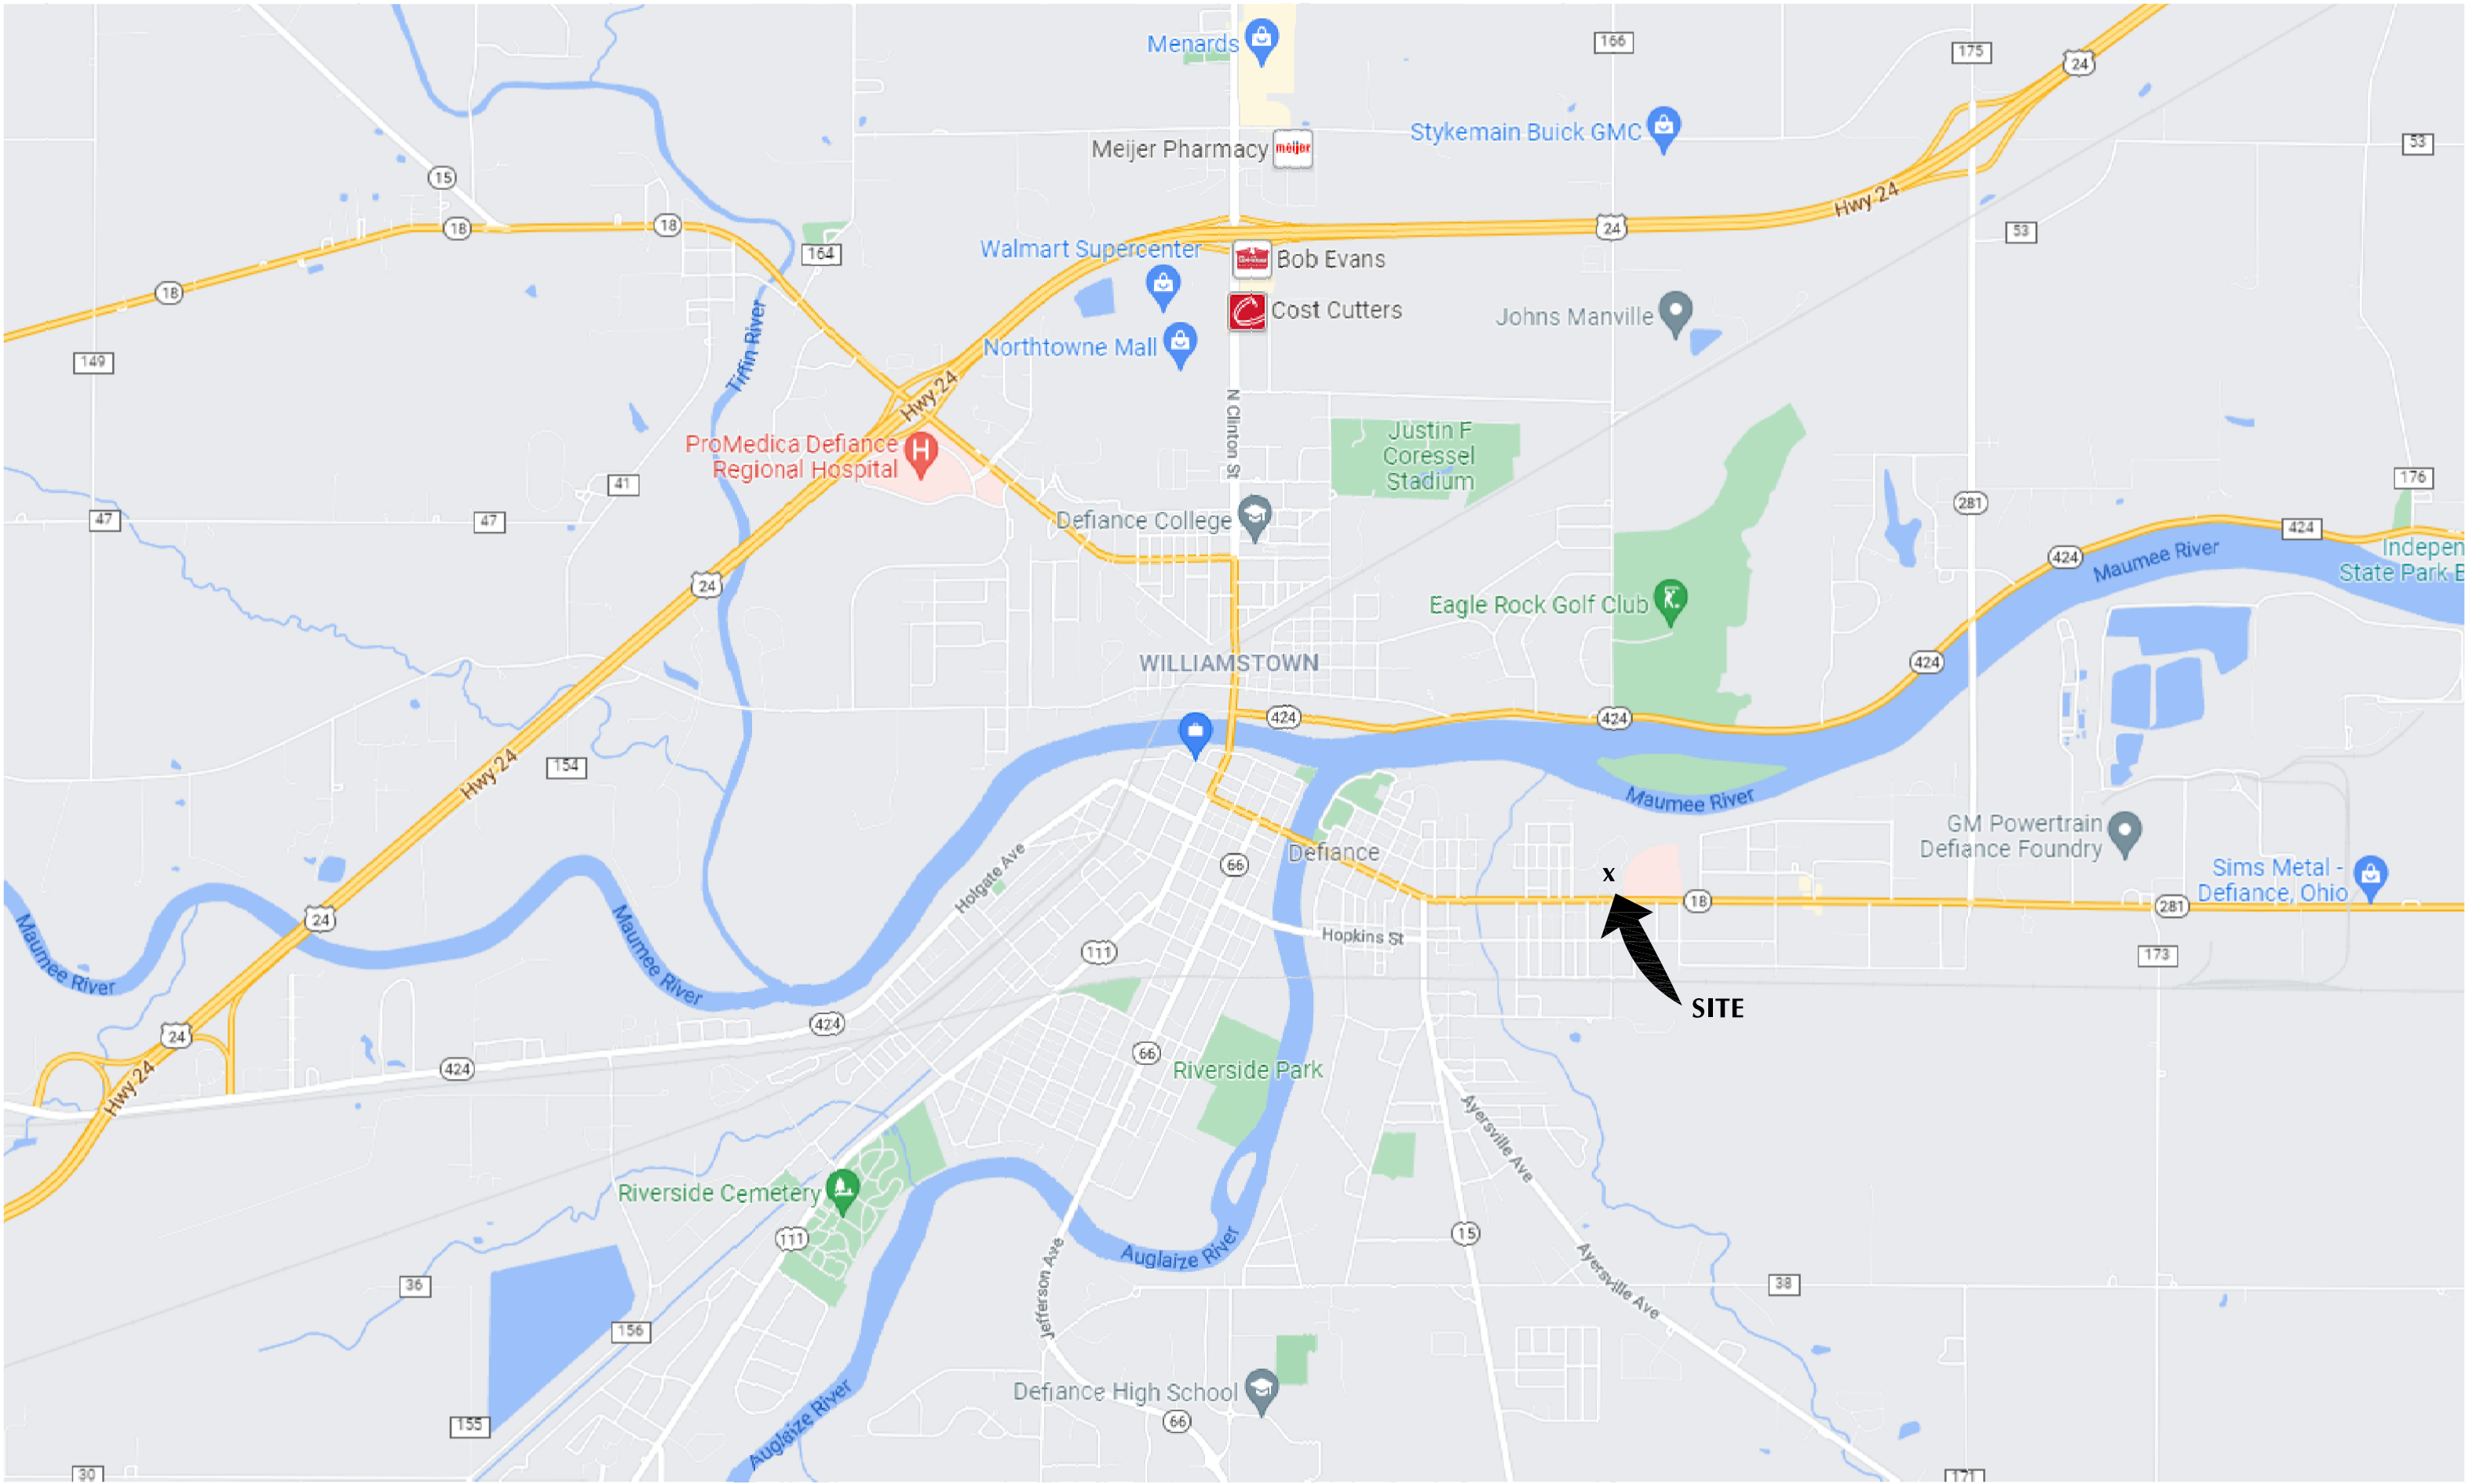 Menards
166
175
24
Stykemain Buick GMC
Meijer Pharmacy
meijer
53
15
Hwy 24
18
18
24
53
164
Walmart Supercenter
Bob Evans
18
Cost Cutters
Johns Manville
Tiffin River
Northtowne Mall
149
Hwy 24
N Clinton St
ProMedica Defiance
Regional Hospital
Justin F
Coressel
Stadium
41
176
281
47
47
Defiance College
424
424
Maumee River
Indepen
State Park B
24
Eagle Rock Golf Club
WILLIAMSTOWN
424
424
424
154
Hwy 24
Maumee River
GM Powertrain
Defiance Foundry
Defiance
66
Holgate Ave
x
Sims Metal -
Defiance, Ohio
18
281
24
Maumee River
Maumee River
Hopkins St
111
173
SITE
424
24
66
424
Riverside Park
Hwy 24
Ayersville Ave
Riverside Cemetery
111
15
Auglaize River
Jefferson Ave
36
38
Ayersville Ave
156
Defiance High School
66
155
Auglaize River
30
171